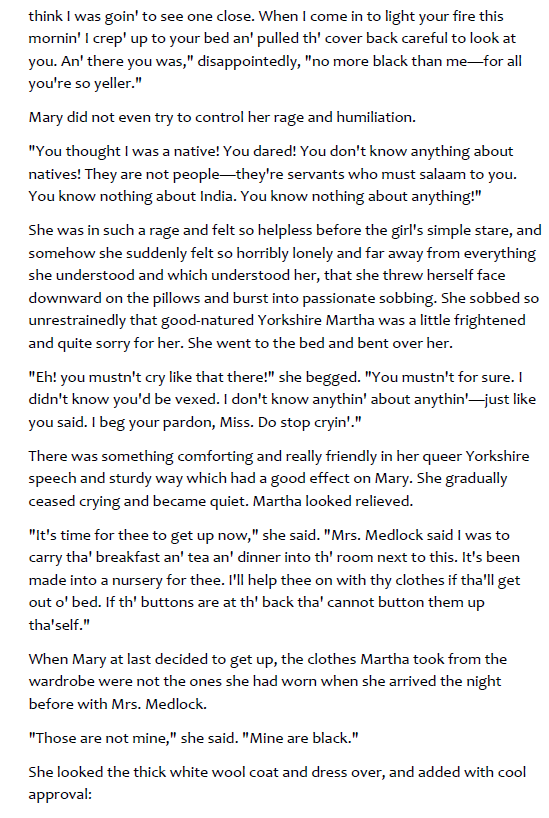 think I was goin' to see one close. When I come in to light your fire this
mornin' I crep' up to your bed an' pulled th' cover back careful to look at
you. An' there you was," disappointedly, "no more black than me—for all
you're so yeller."
Mary did not even try to control her rage and humiliation.
"You thought I was a native! You dared! You don't know anything about
natives! They are not people—they're servants who must salaam to you.
You know nothing about India. You know nothing about anything!"
She was in such a rage and felt so helpless before the girl's simple stare, and
somehow she suddenly felt so horribly lonely and far away from everything
she understood and which understood her, that she threw herself face
downward on the pillows and burst into passionate sobbing. She sobbed so
unrestrainedly that good-natured Yorkshire Martha was a little frightened
and quite sorry for her. She went to the bed and bent over her.
"Eh! you mustn't cry like that there!" she begged. "You mustn't for sure. I
didn't know you'd be vexed. I don't know anythin' about anythin'—just like
you said. I beg your pardon, Miss. Do stop cryin'."
There was something comforting and really friendly in her queer Yorkshire
speech and sturdy way which had a good effect on Mary. She gradually
ceased crying and became quiet. Martha looked relieved.
"It's time for thee to get up now," she said. "Mrs. Medlock said I was to
carry tha' breakfast an' tea an' dinner into th' room next to this. It's been
made into a nursery for thee. I'll help thee on with thy clothes if tha'll get
out o' bed. If th' buttons are at th' back tha' cannot button them up
tha'self."
When Mary at last decided to get up, the clothes Martha took from the
wardrobe were not the ones she had worn when she arrived the night
before with Mrs. Medlock.
"Those are not mine," she said. "Mine are black."
She looked the thick white wool coat and dress over, and added with cool
approval: